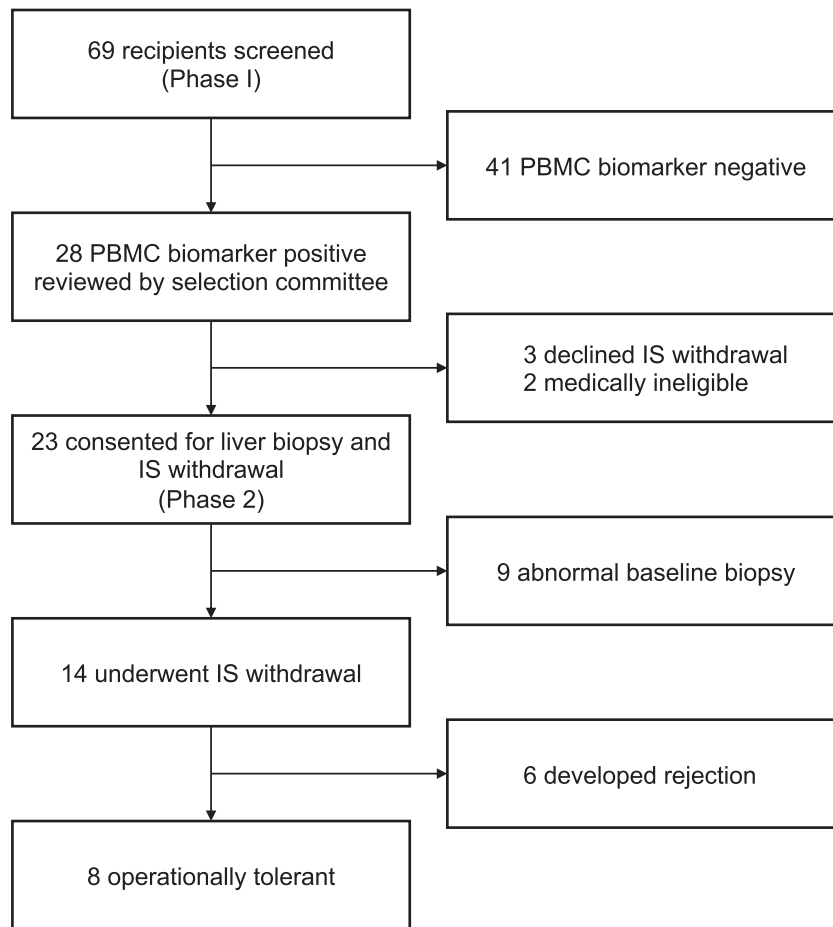 69 recipients screened
(Phase I)
41 PBMC biomarker negative
28 PBMC biomarker positive
reviewed by selection committee
3 declined IS withdrawal
2 medically ineligible
23 consented for liver biopsy and
IS withdrawal
(Phase 2)
9 abnormal baseline biopsy
14 underwent IS withdrawal
6 developed rejection
8 operationally tolerant